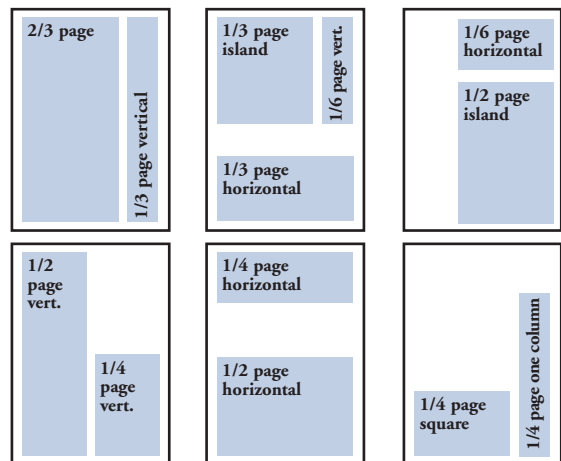 2/3 page
1/3 page vertical
1/3 page
island
1/6 page vert.
1/3 page
horizontal
1/6 page
horizontal
1/2 page
island
1/2
page
vert.
1/4
page
vert.
1/4 page
horizontal
1/2 page
horizontal
1/4 page
square
1/4 page one column